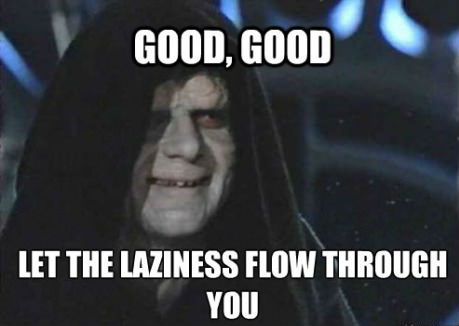 GOOD, GOOD
LET THE LAZINESS FLOW THROUGH
YOU